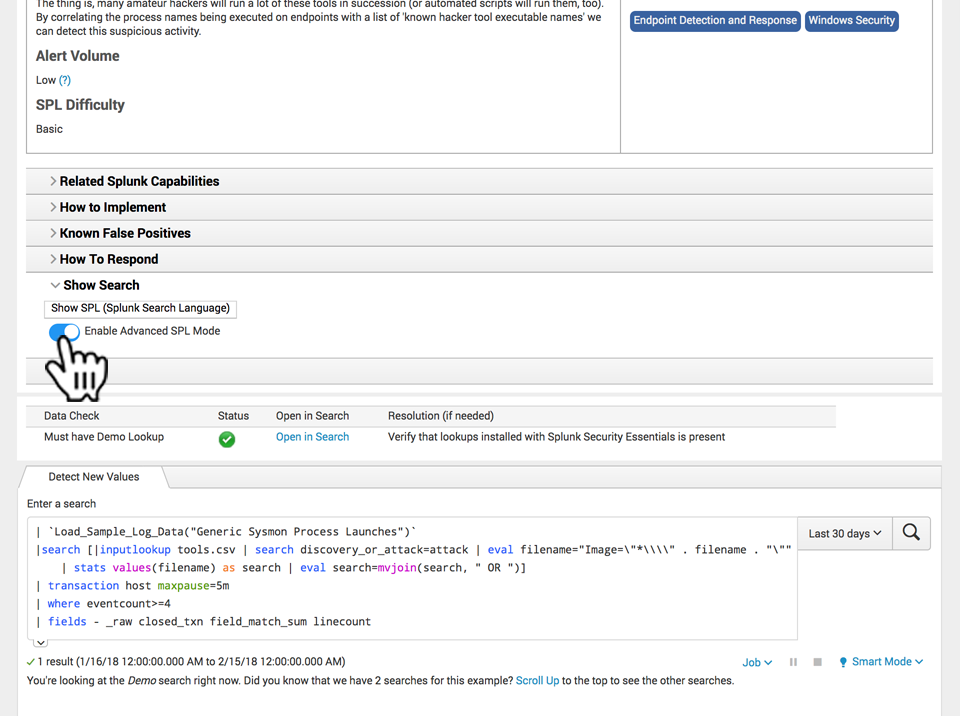 The thing is, many amateur hackers will run a lot of these tools in succession (or automated scripts will run them, too).
By correlating the process names being executed on endpoints with a list of 'known hacker tool executable names' we
can detect this suspicious activity.
Endpoint Detection and Response Windows Security
Alert Volume
Low (?)
SPL Difficulty
Basic
Related Splunk Capabilities
How to Implement
Known False Positives
How To Respond
Show Search
Show SPL (Splunk Search Language)
Enable Advanced SPL Mode
Data Check Status Open in Search Resolution (if needed)
Must have Demo Lookup Open in Search Verify that lookups installed with Splunk Security Essentials is present
Detect New Values
Enter a search
| `Load_Sample_Log_Data("Generic Sysmon Process Launches")`
|search [|inputlookup tools.csv | search discovery_or_attack=attack | eval filename="Image=\"*\\\\" . filename . "\""
| stats values(filename) as search | eval search=mvjoin(search, " OR ")]
| transaction host maxpause=5m
| where eventcount>=4
| fields - _raw closed_txn field_match_sum linecount
Last 30 days
1 result (1/16/18 12:00:00.000 AM to 2/15/18 12:00:00.000 AM)
Job Smart Mode
You're looking at the Demo search right now. Did you know that we have 2 searches for this example? Scroll Up to the top to see the other searches.